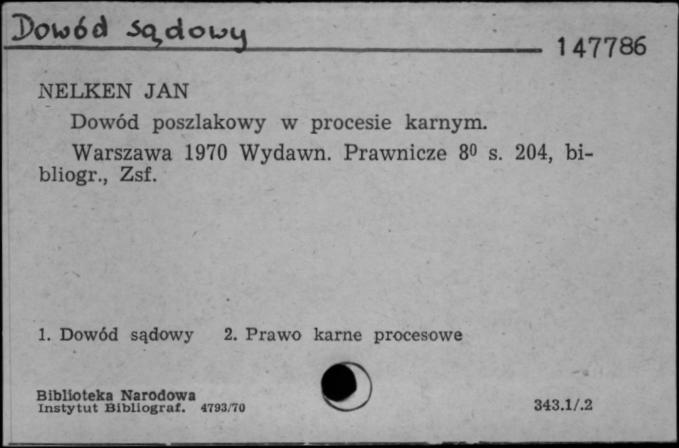 Dowód sądowy
147786
NELKEN JAN
Dowód poszlakowy w procesie karnym.
Warszawa 1970 Wydawn. Prawnicze 8⁰ s. 204, bi-
bliogr., Zsf.
1. Dowód sądowy 2. Prawo karne procesowe
Biblioteka Narodowa
Instytut Bibliograf. 4793/70
343.1/.2